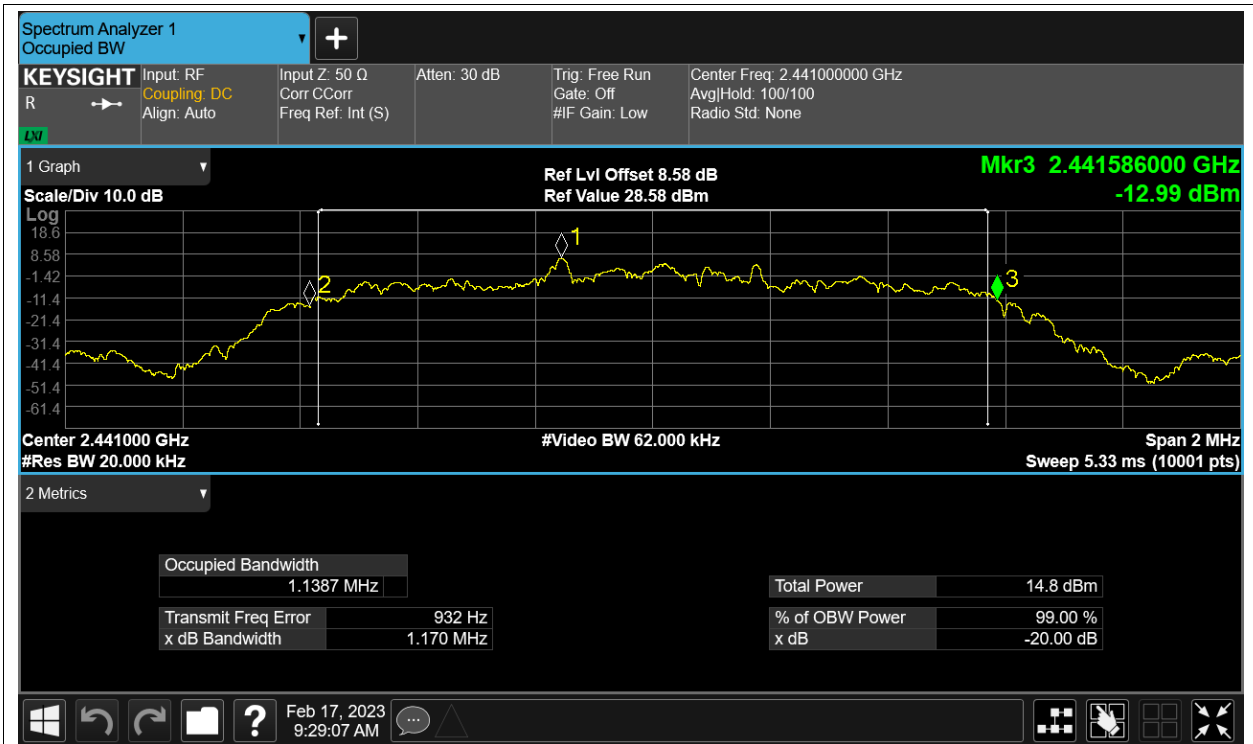 Spectrum Analyzer 1
Occupied BW
KEYSIGHT
R
LXI
Input: RF
Coupling: DC
Align: Auto
Input Z: 50 Ω
Corr CCorr
Freq Ref: Int (S)
Atten: 30 dB
Trig: Free Run
Gate: Off
#IF Gain: Low
Center Freq: 2.441000000 GHz
Avg|Hold: 100/100
Radio Std: None
1 Graph
Scale/Div 10.0 dB
Ref Lvl Offset 8.58 dB
Ref Value 28.58 dBm
Mkr3 2.441586000 GHz
-12.99 dBm
Log
18.6
8.58
-1.42
-11.4
-21.4
-31.4
-41.4
-51.4
-61.4
1
2
3
Center 2.441000 GHz
#Res BW 20.000 kHz
#Video BW 62.000 kHz
Span 2 MHz
Sweep 5.33 ms (10001 pts)
2 Metrics
Occupied Bandwidth
1.1387 MHz
Transmit Freq Error 932 Hz
x dB Bandwidth 1.170 MHz
Total Power 14.8 dBm
% of OBW Power 99.00 %
x dB -20.00 dB
?
Feb 17, 2023
9:29:07 AM